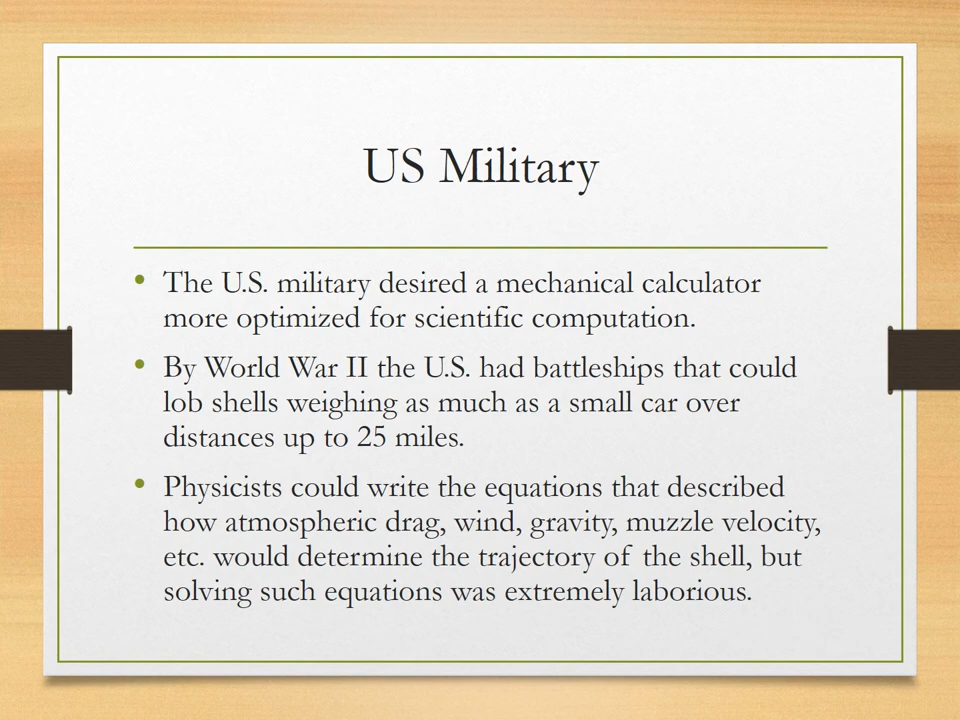 US Military
• The U.S. military desired a mechanical calculator
more optimized for scientific computation.
• By World War II the U.S. had battleships that could
lob shells weighing as much as a small car over
distances up to 25 miles.
• Physicists could write the equations that described
how atmospheric drag, wind, gravity, muzzle velocity,
etc. would determine the trajectory of the shell, but
solving such equations was extremely laborious.